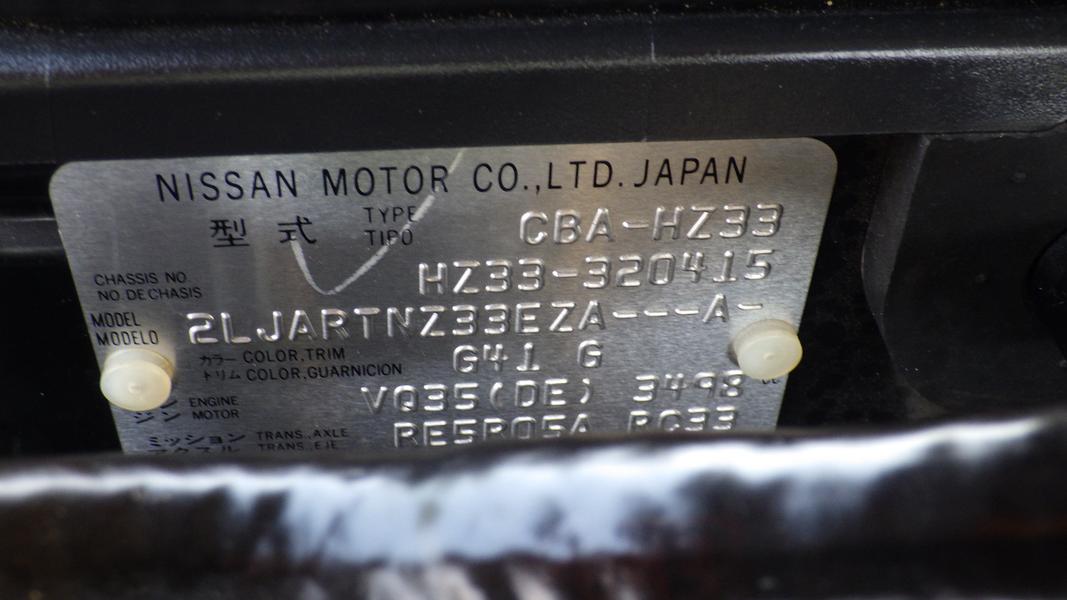 NISSAN MOTOR CO.,LTD. JAPAN
型 式 TYPE TIPO CBA-HZ33
CHASSIS NO. NO. DE CHASIS HZ33-320415
MODEL MODELO 2LJARTNZ33EZA---A-
カラー COLOR,TRIM トリム COLOR,GUARNICION G41 G
ジン ENGINE MOTOR VQ35(DE) 3498
ミッション TRANS.,AXLE TRANS.,EJE RE5R05A RC33